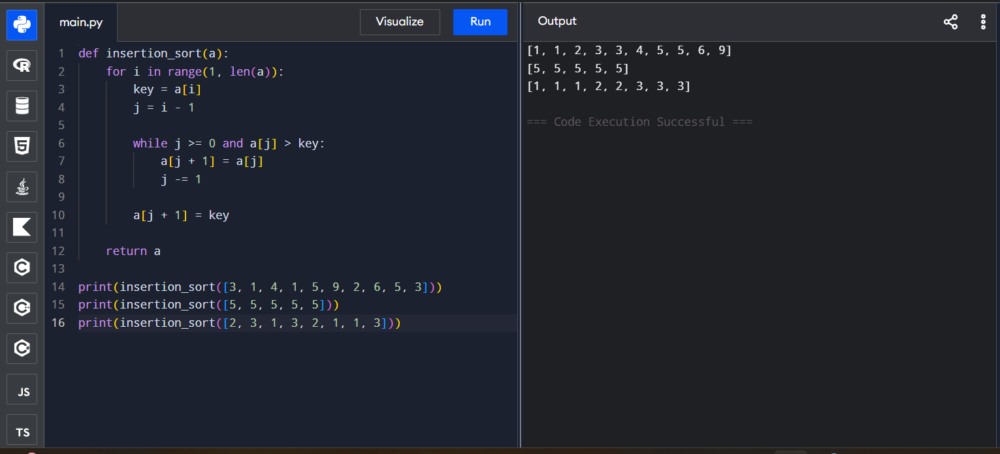 main.py
Visualize
Run
Output
1 def insertion_sort(a):
2     for i in range(1, len(a)):
3         key = a[i]
4         j = i - 1
5
6         while j >= 0 and a[j] > key:
7             a[j + 1] = a[j]
8             j -= 1
9
10         a[j + 1] = key
11
12     return a
13
14 print(insertion_sort([3, 1, 4, 1, 5, 9, 2, 6, 5, 3]))
15 print(insertion_sort([5, 5, 5, 5, 5]))
16 print(insertion_sort([2, 3, 1, 3, 2, 1, 1, 3]))
[1, 1, 2, 3, 3, 4, 5, 5, 6, 9]
[5, 5, 5, 5, 5]
[1, 1, 1, 2, 2, 3, 3, 3]
=== Code Execution Successful ===
R
5
C
C++
C#
JS
TS